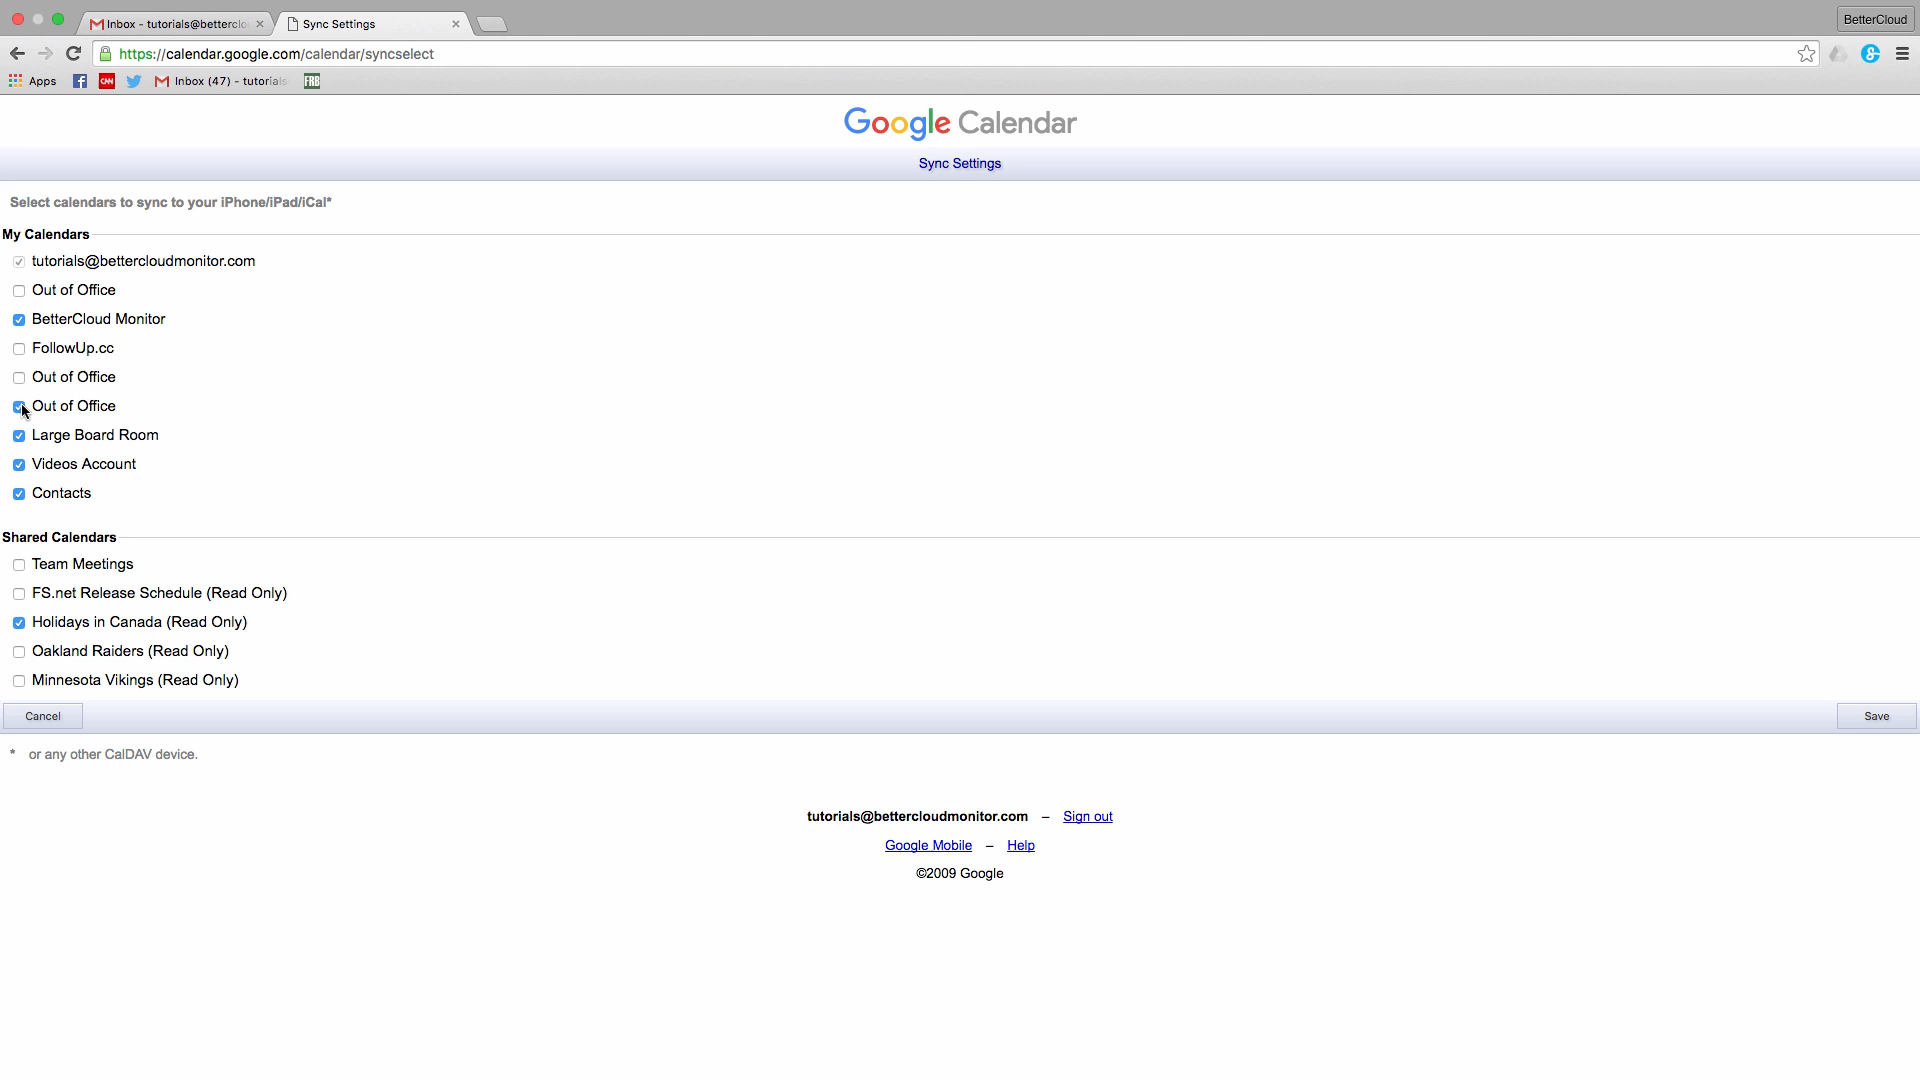 Inbox - tutorials@bettercloud
Sync Settings
BetterCloud
https://calendar.google.com/calendar/syncselect
Apps
CNN
Inbox (47) - tutorials
FRB
Google Calendar
Sync Settings
Select calendars to sync to your iPhone/iPad/iCal*
My Calendars
tutorials@bettercloudmonitor.com
Out of Office
BetterCloud Monitor
FollowUp.cc
Out of Office
Out of Office
Large Board Room
Videos Account
Contacts
Shared Calendars
Team Meetings
FS.net Release Schedule (Read Only)
Holidays in Canada (Read Only)
Oakland Raiders (Read Only)
Minnesota Vikings (Read Only)
Cancel
Save
* or any other CalDAV device.
tutorials@bettercloudmonitor.com – Sign out
Google Mobile – Help
©2009 Google